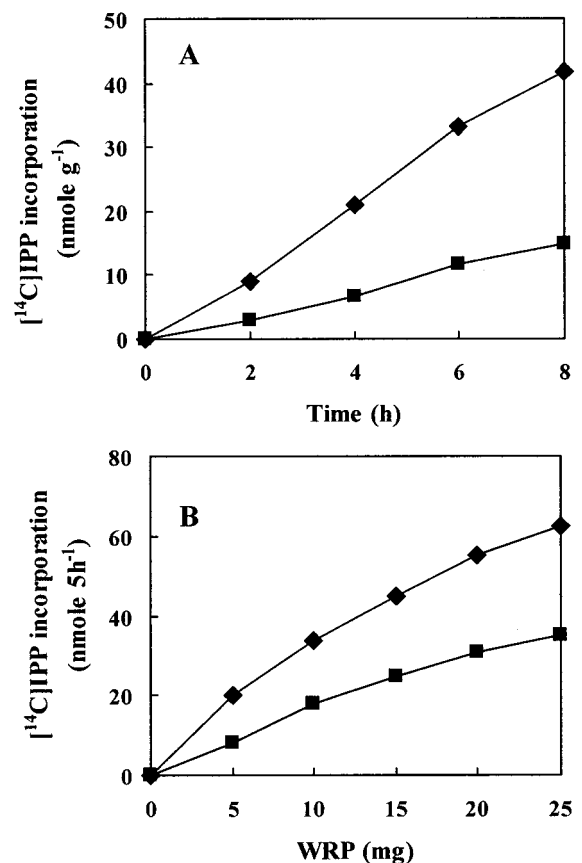 A
[¹⁴C]IPP incorporation
(nmole g⁻¹)
50
40
30
20
10
0
0 2 4 6 8
Time (h)
B
[¹⁴C]IPP incorporation
(nmole 5h⁻¹)
80
60
40
20
0
0 5 10 15 20 25
WRP (mg)